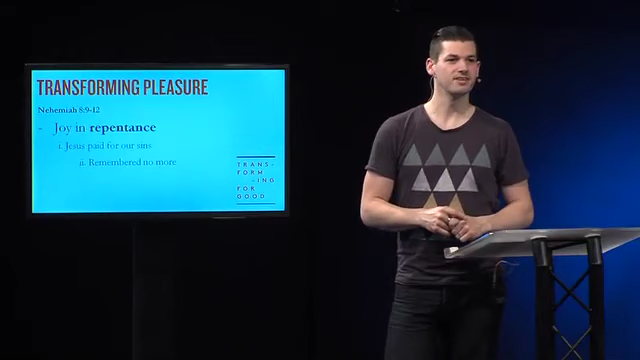 TRANSFORMING PLEASURE
Nehemiah 8:9-12
- Joy in repentance
i. Jesus paid for our sins
ii. Remembered no more
TRANS-
FORM
-ING
FOR
GOOD